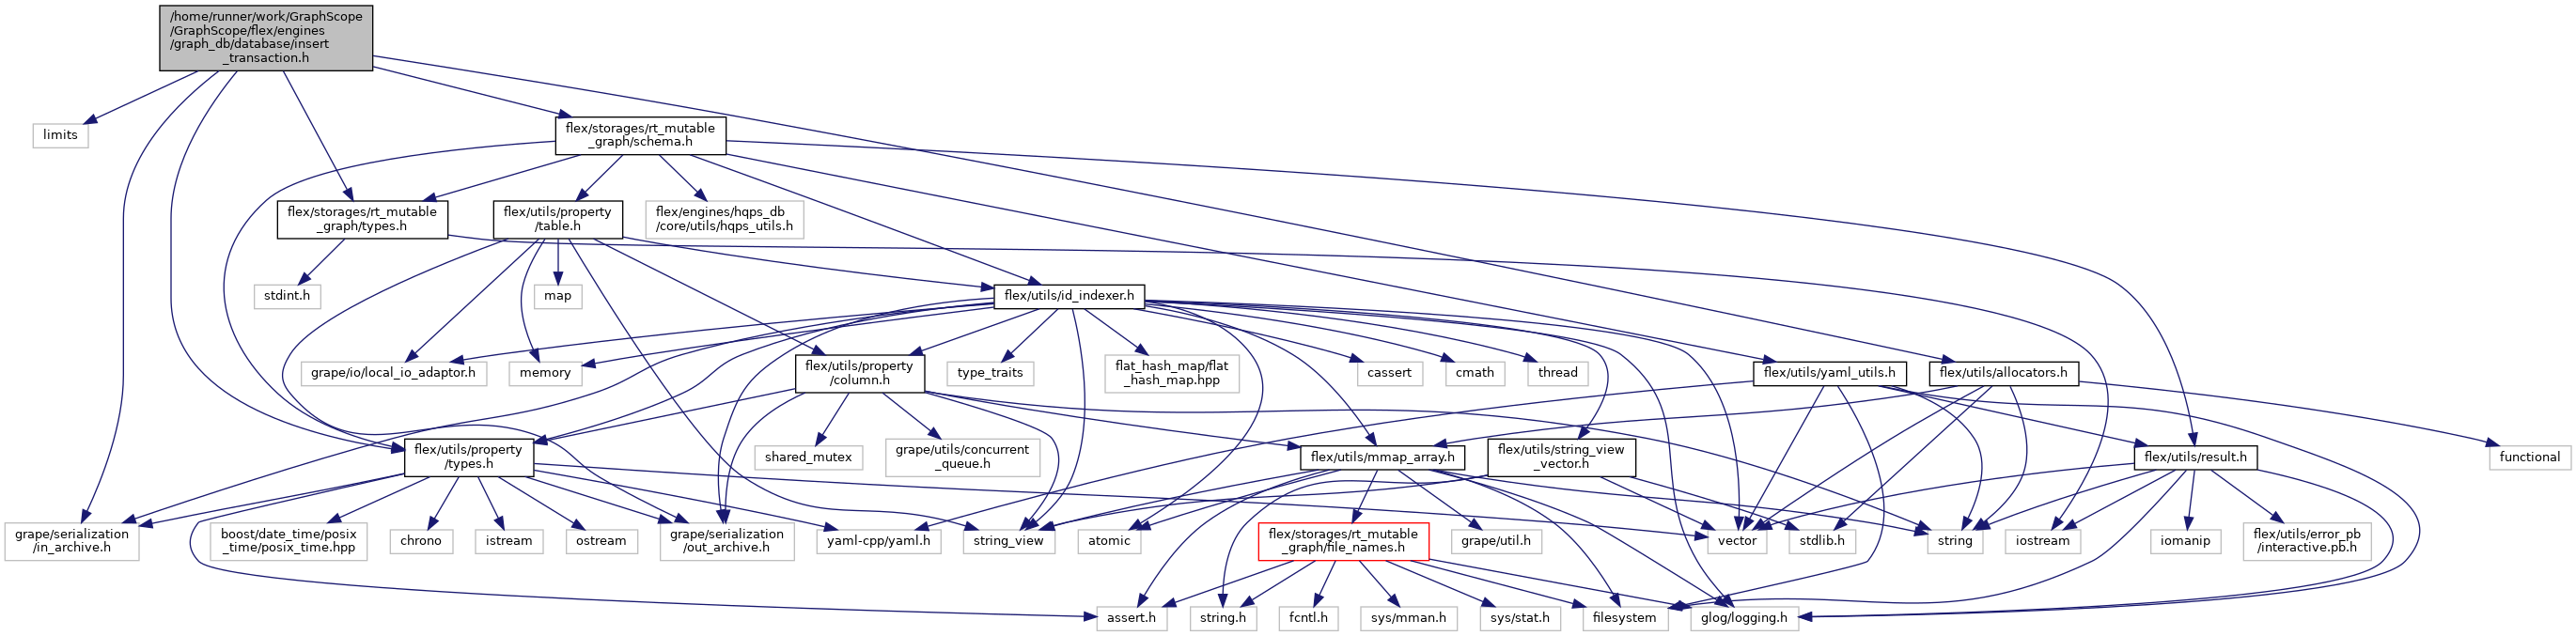 /home/runner/work/GraphScope
/GraphScope/flex/engines
/graph_db/database/insert
_transaction.h
limits
flex/storages/rt_mutable
_graph/schema.h
flex/storages/rt_mutable
_graph/types.h
flex/utils/property
/table.h
flex/engines/hqps_db
/core/utils/hqps_utils.h
stdint.h
map
flex/utils/id_indexer.h
grape/io/local_io_adaptor.h
memory
flex/utils/property
/column.h
type_traits
flat_hash_map/flat
_hash_map.hpp
cassert
cmath
thread
flex/utils/yaml_utils.h
flex/utils/allocators.h
flex/utils/property
/types.h
shared_mutex
grape/utils/concurrent
_queue.h
flex/utils/mmap_array.h
flex/utils/string_view
_vector.h
flex/utils/result.h
functional
grape/serialization
/in_archive.h
boost/date_time/posix
_time/posix_time.hpp
chrono
istream
ostream
grape/serialization
/out_archive.h
yaml-cpp/yaml.h
string_view
atomic
flex/storages/rt_mutable
_graph/file_names.h
grape/util.h
vector
stdlib.h
string
iostream
iomanip
flex/utils/error_pb
/interactive.pb.h
assert.h
string.h
fcntl.h
sys/mman.h
sys/stat.h
filesystem
glog/logging.h